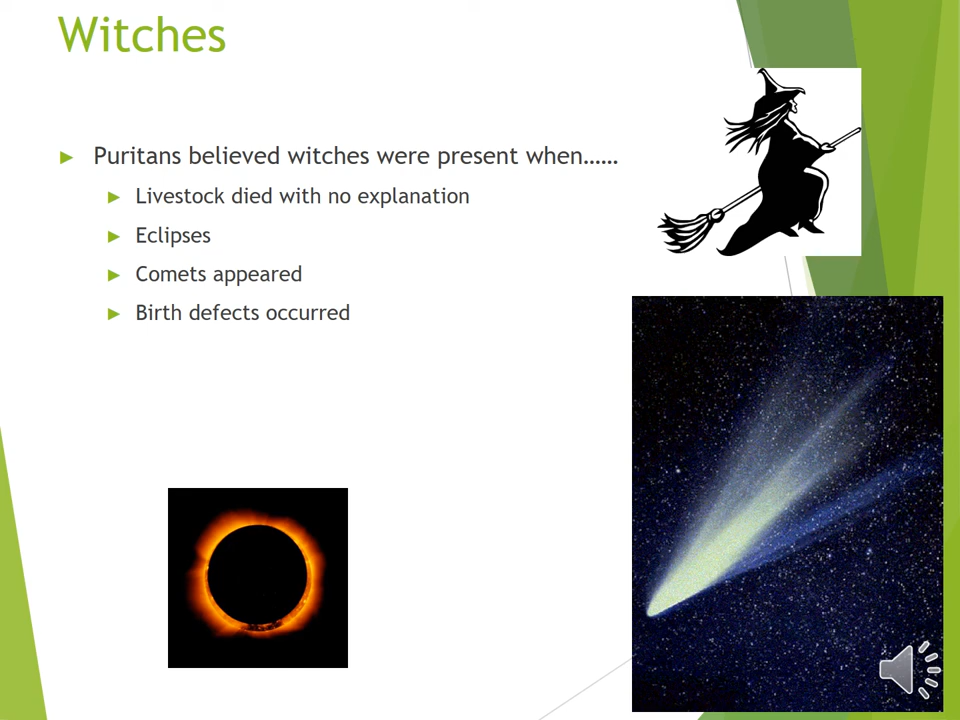 Witches
Puritans believed witches were present when……
Livestock died with no explanation
Eclipses
Comets appeared
Birth defects occurred